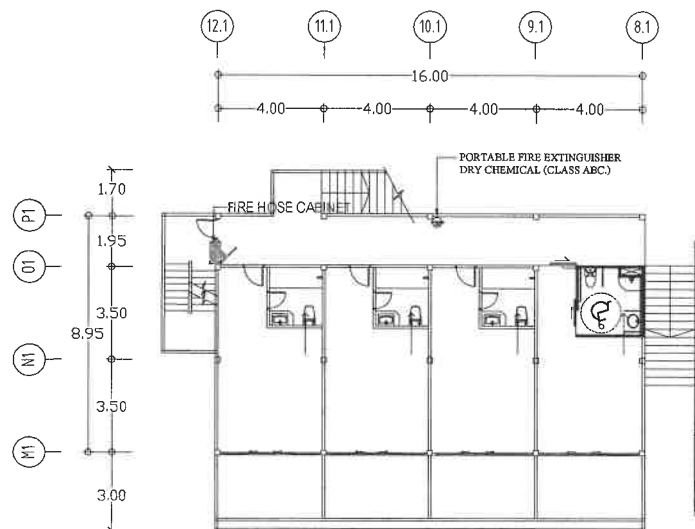 12.1 11.1 10.1 9.1 8.1
16.00
4.00 4.00 4.00 4.00
PORTABLE FIRE EXTINGUISHER
DRY CHEMICAL (CLASS ABC.)
1.70
FIRE HOSE CABINET
P1
1.95
O1
3.50
8.95
N1
3.50
M1
3.00